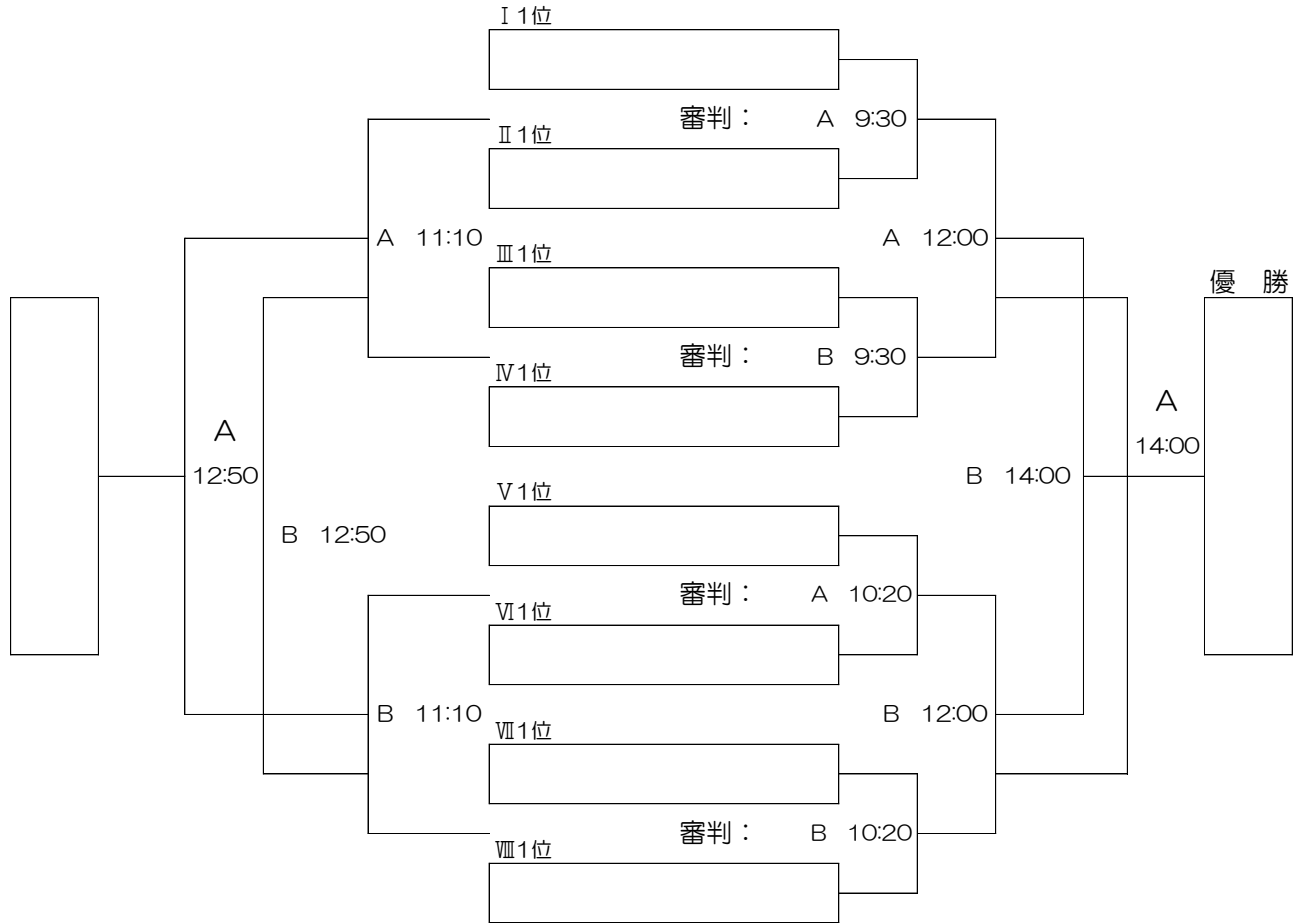 Ⅰ1位
審判： A 9:30
Ⅱ1位
A 11:10
A 12:00
Ⅲ1位
優 勝
審判： B 9:30
Ⅳ1位
A
12:50
A
14:00
B 14:00
Ⅴ1位
B 12:50
審判： A 10:20
Ⅵ1位
B 11:10
B 12:00
Ⅶ1位
審判： B 10:20
Ⅷ1位